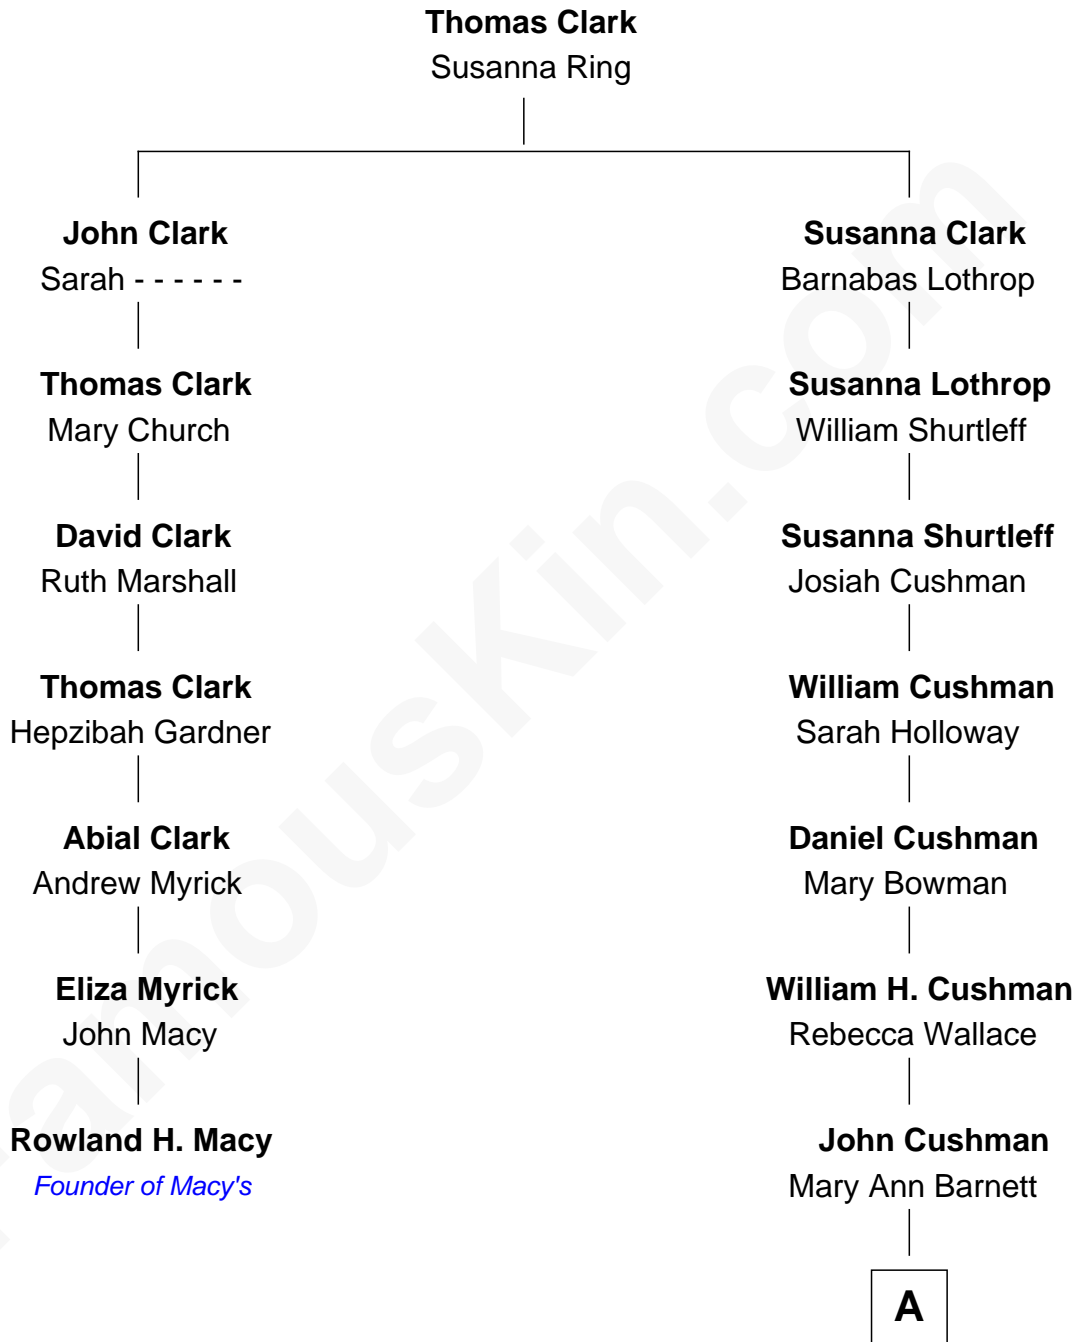 Thomas Clark
Susanna Ring
John Clark
Sarah - - - - - -
Thomas Clark
Mary Church
David Clark
Ruth Marshall
Thomas Clark
Hepzibah Gardner
Abial Clark
Andrew Myrick
Eliza Myrick
John Macy
Rowland H. Macy
Founder of Macy's
Susanna Clark
Barnabas Lothrop
Susanna Lothrop
William Shurtleff
Susanna Shurtleff
Josiah Cushman
William Cushman
Sarah Holloway
Daniel Cushman
Mary Bowman
William H. Cushman
Rebecca Wallace
John Cushman
Mary Ann Barnett
A
FamousKin.com